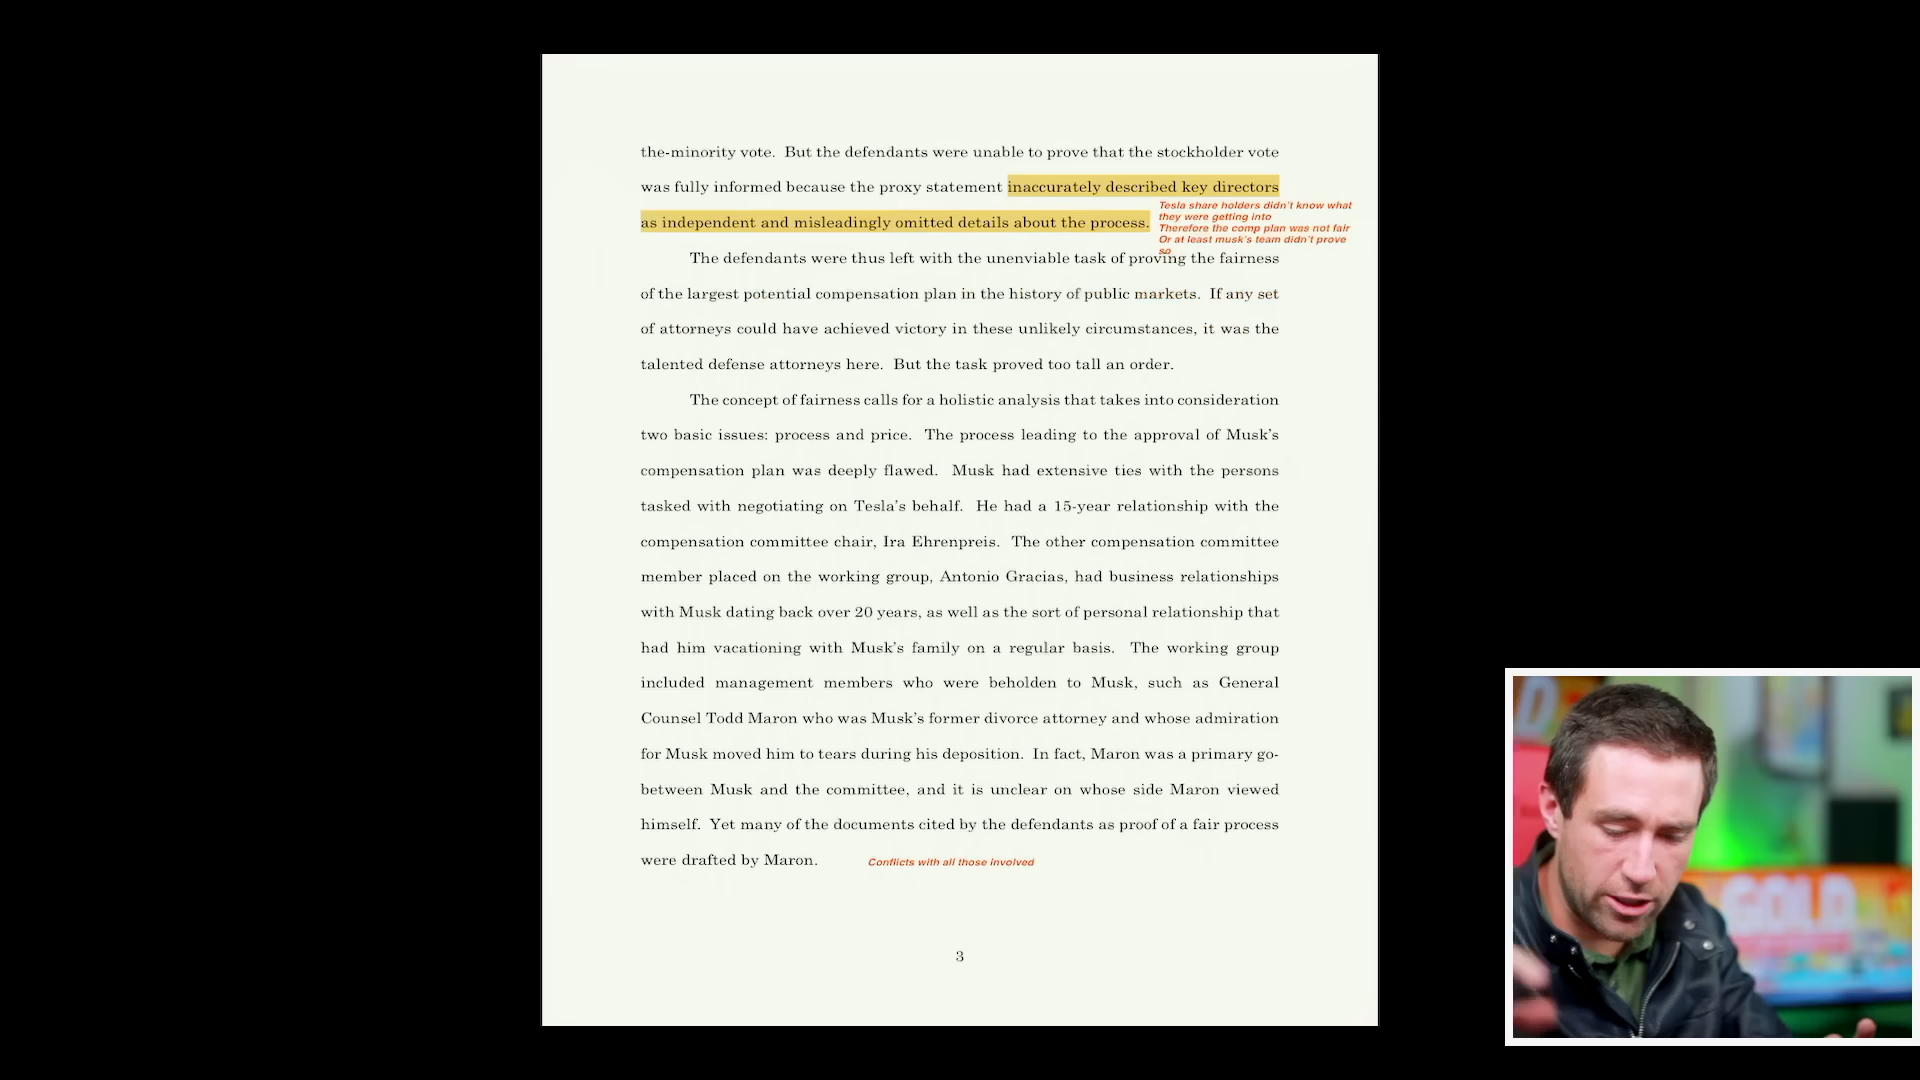 the-minority vote.  But the defendants were unable to prove that the stockholder vote
was fully informed because the proxy statement inaccurately described key directors
as independent and misleadingly omitted details about the process.
Tesla share holders didn't know what
they were getting into
Therefore the comp plan was not fair
Or at least musk's team didn't prove
so
The defendants were thus left with the unenviable task of proving the fairness
of the largest potential compensation plan in the history of public markets.  If any set
of attorneys could have achieved victory in these unlikely circumstances, it was the
talented defense attorneys here.  But the task proved too tall an order.
The concept of fairness calls for a holistic analysis that takes into consideration
two basic issues: process and price.  The process leading to the approval of Musk's
compensation plan was deeply flawed.  Musk had extensive ties with the persons
tasked with negotiating on Tesla's behalf.  He had a 15-year relationship with the
compensation committee chair, Ira Ehrenpreis.  The other compensation committee
member placed on the working group, Antonio Gracias, had business relationships
with Musk dating back over 20 years, as well as the sort of personal relationship that
had him vacationing with Musk's family on a regular basis.  The working group
included management members who were beholden to Musk, such as General
Counsel Todd Maron who was Musk's former divorce attorney and whose admiration
for Musk moved him to tears during his deposition.  In fact, Maron was a primary go-
between Musk and the committee, and it is unclear on whose side Maron viewed
himself.  Yet many of the documents cited by the defendants as proof of a fair process
were drafted by Maron.
Conflicts with all those involved
3
GOLD